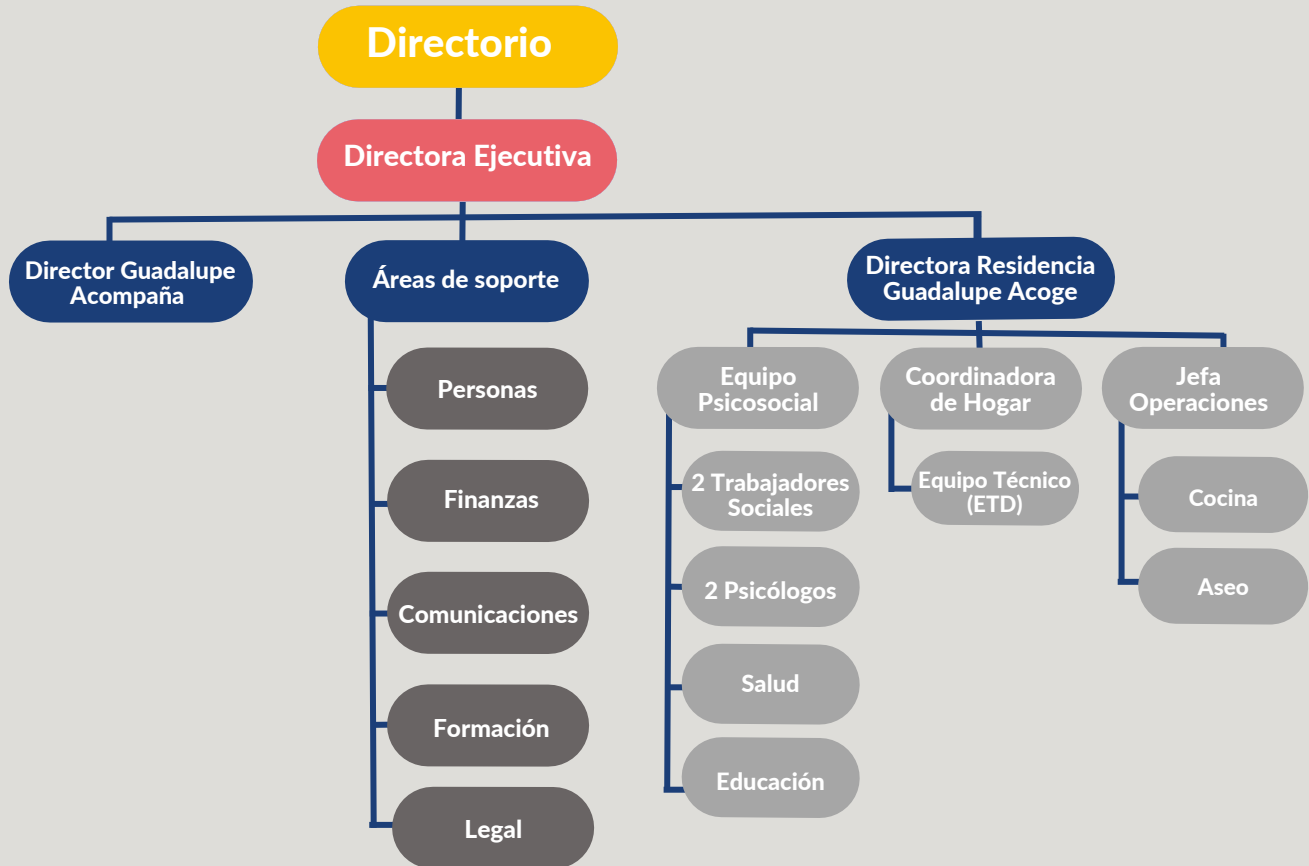 Directorio
Directora Ejecutiva
Director Guadalupe
Acompaña
Áreas de soporte
Directora Residencia
Guadalupe Acoge
Personas
Finanzas
Comunicaciones
Formación
Legal
Equipo
Psicosocial
2 Trabajadores
Sociales
2 Psicólogos
Salud
Educación
Coordinadora
de Hogar
Equipo Técnico
(ETD)
Jefa
Operaciones
Cocina
Aseo